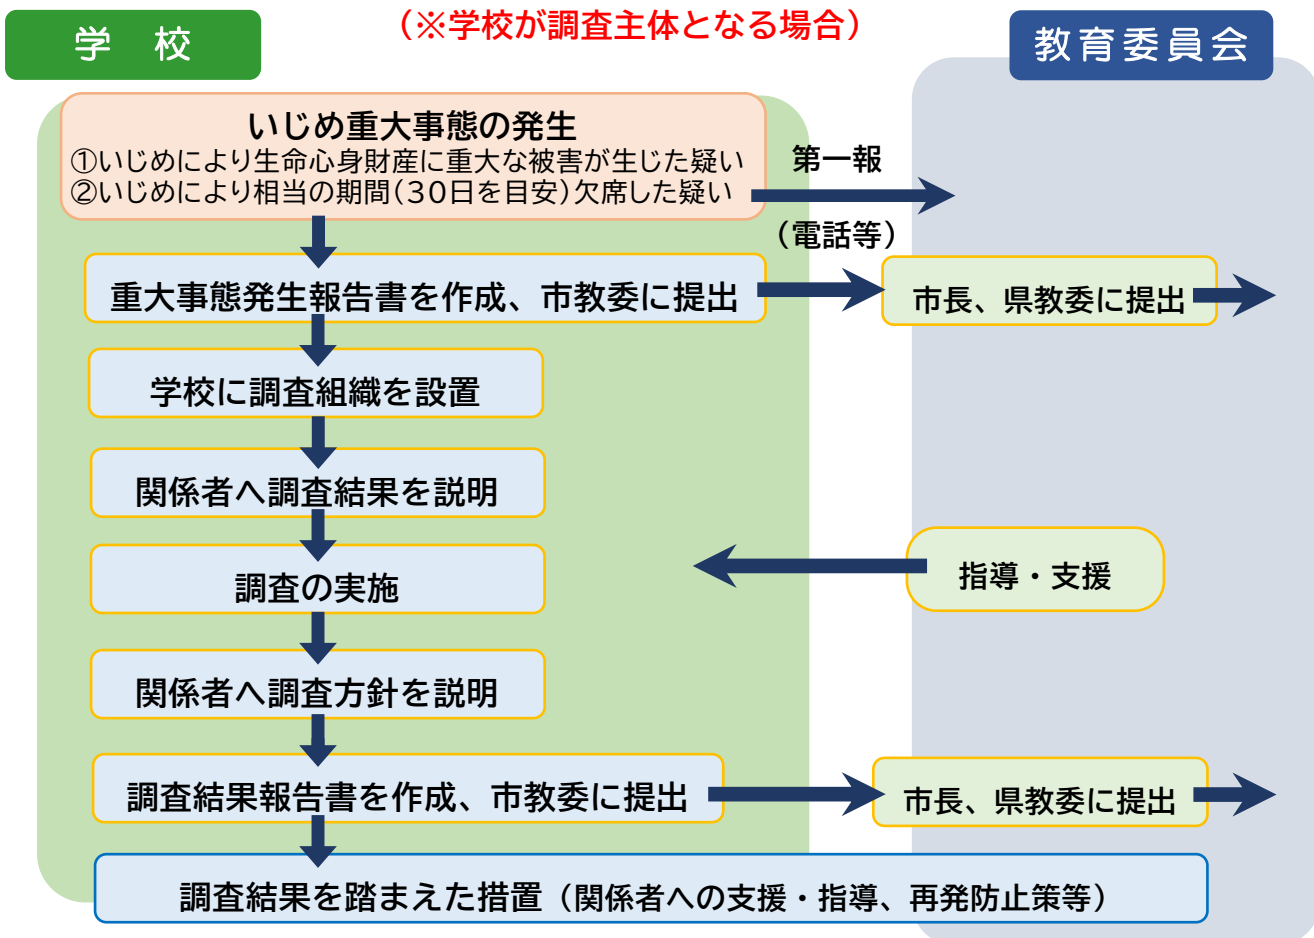 学　校
（※学校が調査主体となる場合）
教育委員会
いじめ重大事態の発生
①いじめにより生命心身財産に重大な被害が生じた疑い
②いじめにより相当の期間（30日を目安）欠席した疑い
第一報
（電話等）
重大事態発生報告書を作成、市教委に提出
市長、県教委に提出
学校に調査組織を設置
関係者へ調査結果を説明
調査の実施
指導・支援
関係者へ調査方針を説明
調査結果報告書を作成、市教委に提出
市長、県教委に提出
調査結果を踏まえた措置（関係者への支援・指導、再発防止策等）